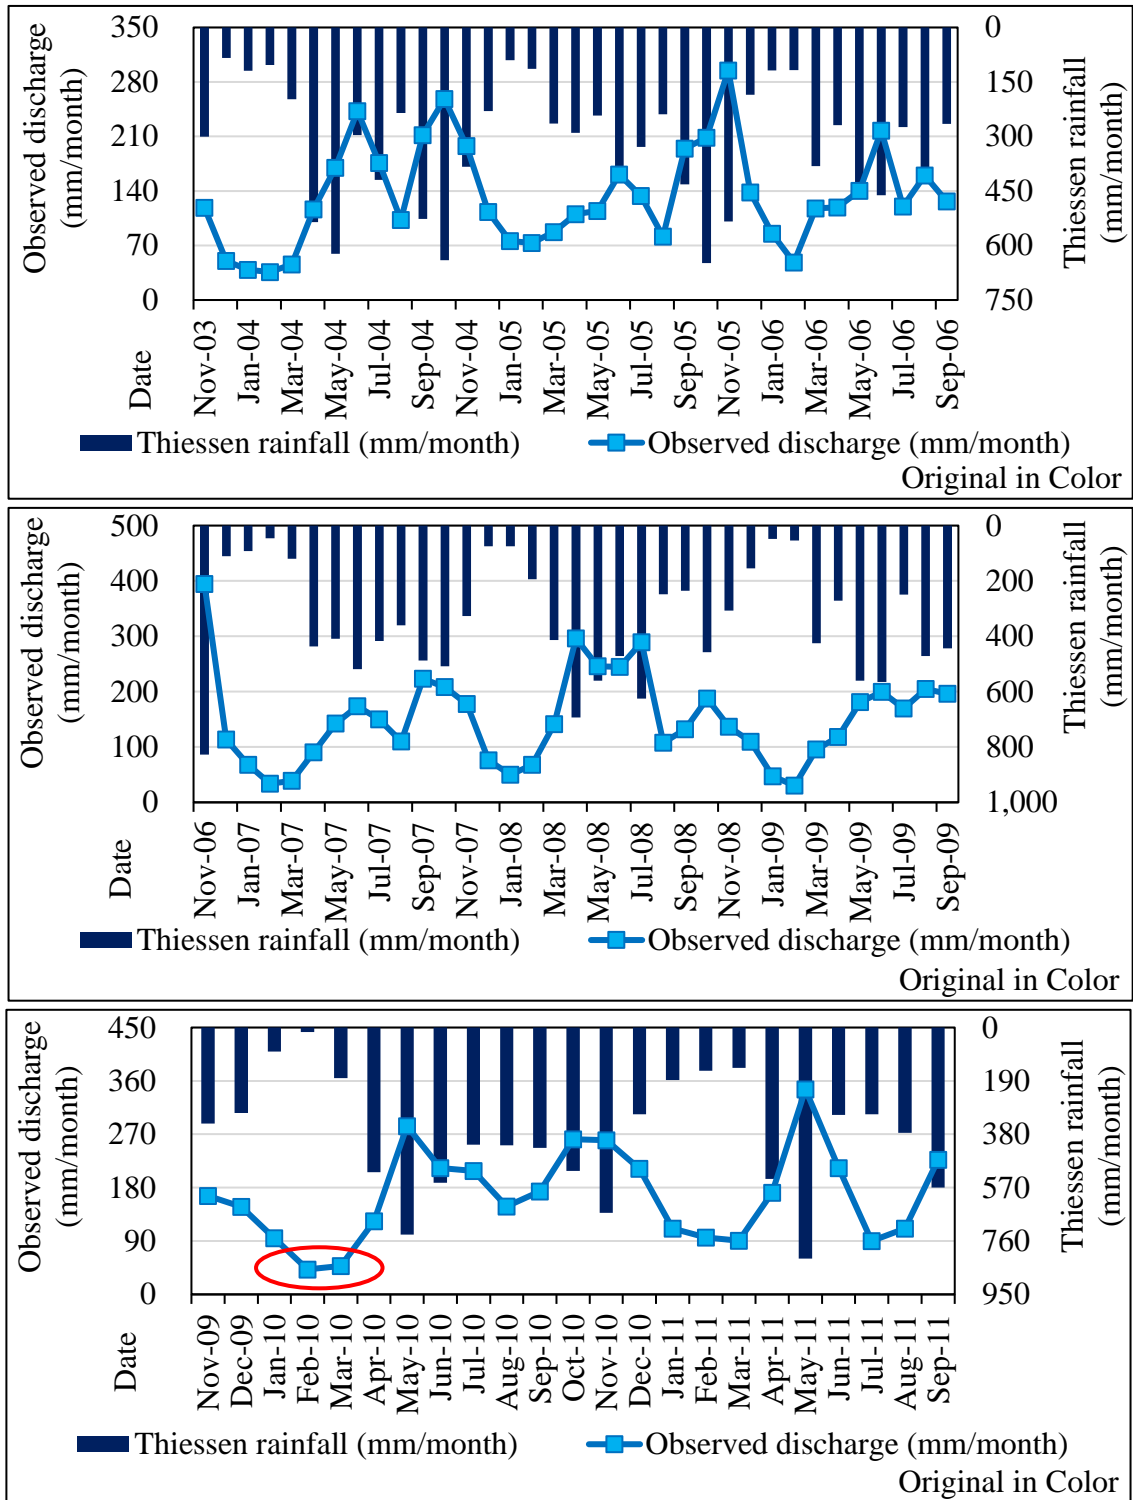 Observed discharge
(mm/month)
350
280
210
140
70
0
0
150
300
450
600
750
Thiessen rainfall
(mm/month)
Date
Nov-03
Jan-04
Mar-04
May-04
Jul-04
Sep-04
Nov-04
Jan-05
Mar-05
May-05
Jul-05
Sep-05
Nov-05
Jan-06
Mar-06
May-06
Jul-06
Sep-06
Thiessen rainfall (mm/month)
Observed discharge (mm/month)
Original in Color
Observed discharge
(mm/month)
500
400
300
200
100
0
0
200
400
600
800
1,000
Thiessen rainfall
(mm/month)
Date
Nov-06
Jan-07
Mar-07
May-07
Jul-07
Sep-07
Nov-07
Jan-08
Mar-08
May-08
Jul-08
Sep-08
Nov-08
Jan-09
Mar-09
May-09
Jul-09
Sep-09
Thiessen rainfall (mm/month)
Observed discharge (mm/month)
Original in Color
Observed discharge
(mm/month)
450
360
270
180
90
0
0
190
380
570
760
950
Thiessen rainfall
(mm/month)
Date
Nov-09
Dec-09
Jan-10
Feb-10
Mar-10
Apr-10
May-10
Jun-10
Jul-10
Aug-10
Sep-10
Oct-10
Nov-10
Dec-10
Jan-11
Feb-11
Mar-11
Apr-11
May-11
Jun-11
Jul-11
Aug-11
Sep-11
Thiessen rainfall (mm/month)
Observed discharge (mm/month)
Original in Color